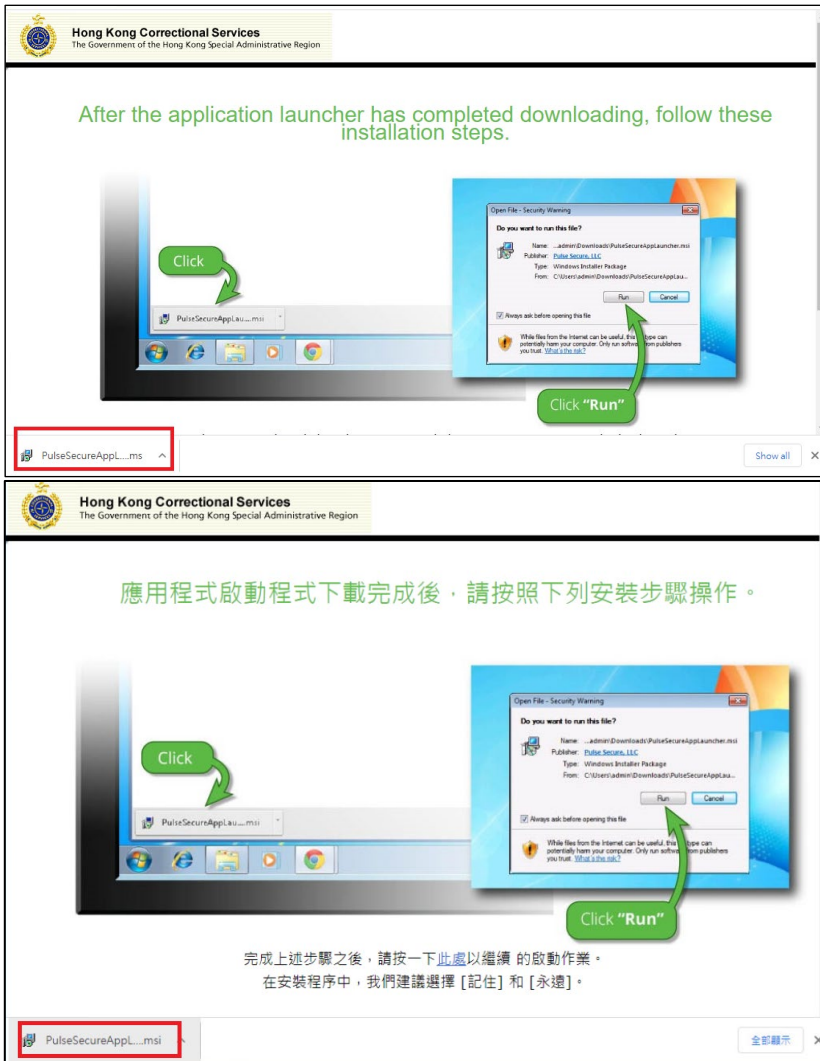 Hong Kong Correctional Services
The Government of the Hong Kong Special Administrative Region
After the application launcher has completed downloading, follow these
installation steps.
Click
PulseSecureAppLau....msi
Open File - Security Warning
Do you want to run this file?
Name: ...admin\Downloads\PulseSecureAppLauncher.msi
Publisher: Pulse Secure, LLC
Type: Windows Installer Package
From: C:\Users\admin\Downloads\PulseSecureAppLau...
Run Cancel
Always ask before opening this file
While files from the Internet can be useful, this type can
potentially harm your computer. Only run software from publishers
you trust. What's the risk?
Click "Run"
PulseSecureAppL....ms
Show all
Hong Kong Correctional Services
The Government of the Hong Kong Special Administrative Region
應用程式啟動程式下載完成後，請按照下列安裝步驟操作。
Click
PulseSecureAppLau....msi
Open File - Security Warning
Do you want to run this file?
Name: ...admin\Downloads\PulseSecureAppLauncher.msi
Publisher: Pulse Secure, LLC
Type: Windows Installer Package
From: C:\Users\admin\Downloads\PulseSecureAppLau...
Run Cancel
Always ask before opening this file
While files from the Internet can be useful, this type can
potentially harm your computer. Only run software from publishers
you trust. What's the risk?
Click "Run"
完成上述步驟之後，請按一下此處以繼續 的啟動作業。
在安裝程序中，我們建議選擇 [記住] 和 [永遠]。
PulseSecureAppL....msi
全部顯示